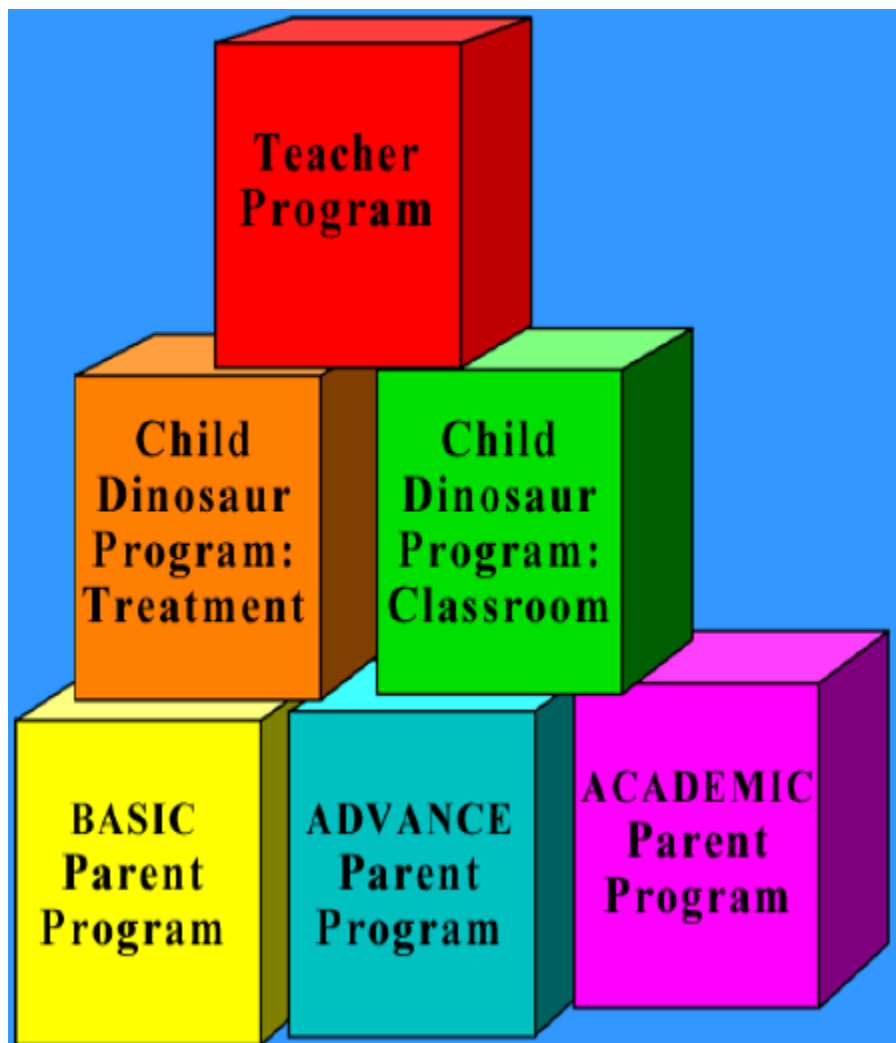 Teacher
Program
Child
Dinosaur
Program:
Treatment
Child
Dinosaur
Program:
Classroom
BASIC
Parent
Program
ADVANCE
Parent
Program
ACADEMIC
Parent
Program